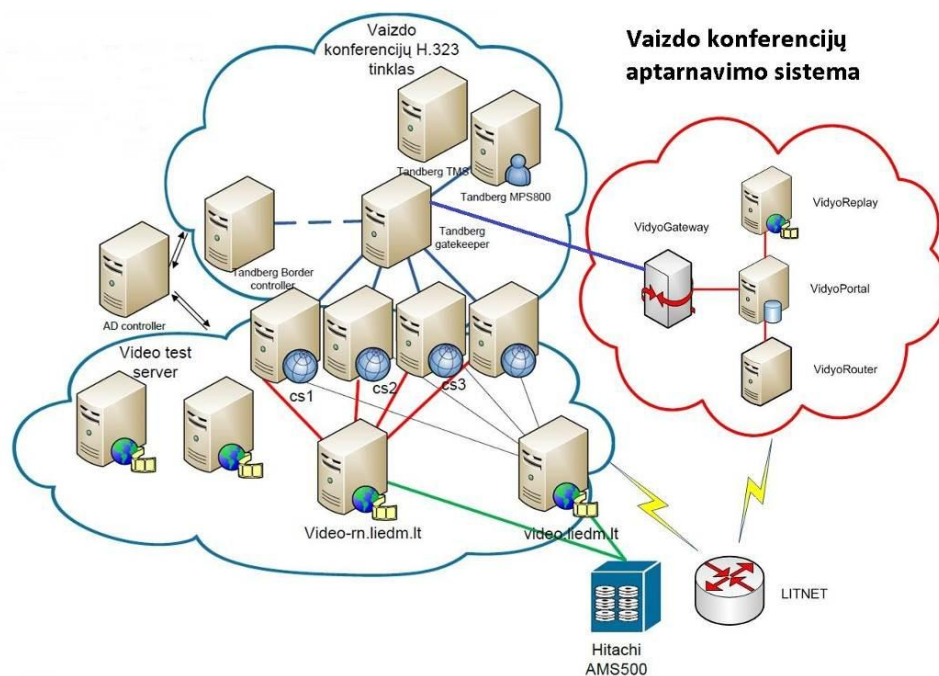 Vaizdo konferencijų
aptarnavimo sistema
Vaizdo
konferencijų H.323
tinklas
Tandberg TMS
Tandberg MPS800
Tandberg
gatekeeper
Tandberg Border
controller
AD controller
VidyoReplay
VidyoGateway
VidyoPortal
VidyoRouter
Video test
server
cs1
cs2
cs3
Video-rn.liedm.lt
video.liedm.lt
LITNET
Hitachi
AMS500